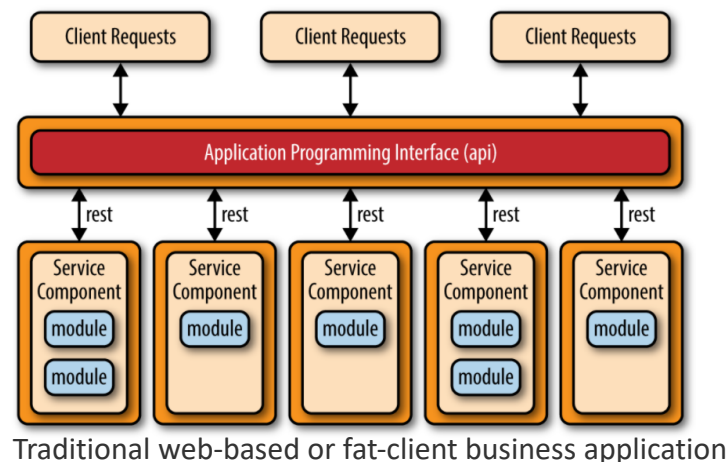 Client Requests
Client Requests
Client Requests
Application Programming Interface (api)
rest
rest
rest
rest
rest
Service
Component
module
module
Service
Component
module
Service
Component
module
Service
Component
module
module
Service
Component
module
Traditional web-based or fat-client business application